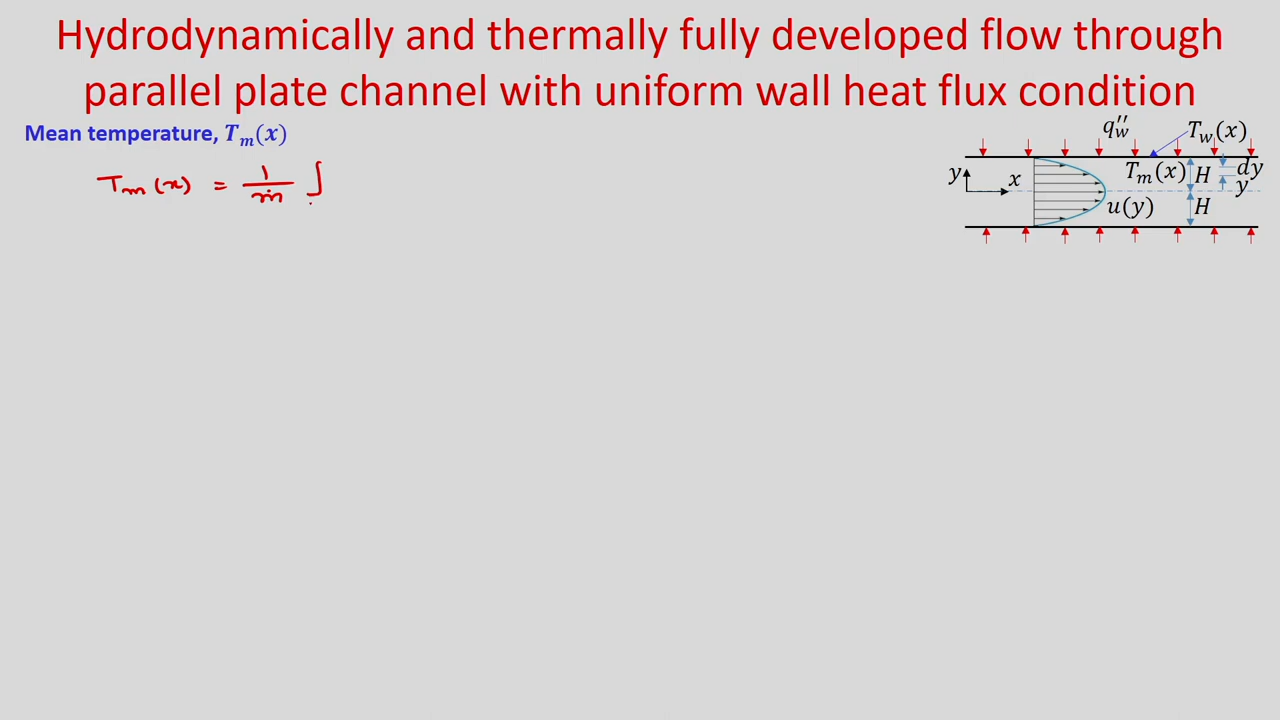 Hydrodynamically and thermally fully developed flow through
parallel plate channel with uniform wall heat flux condition
Mean temperature, Tₘ(x)
Tₘ(x) = 1/ṁ ∫
q″w
Tw(x)
y
x
Tₘ(x)
H
dy
y
u(y)
H